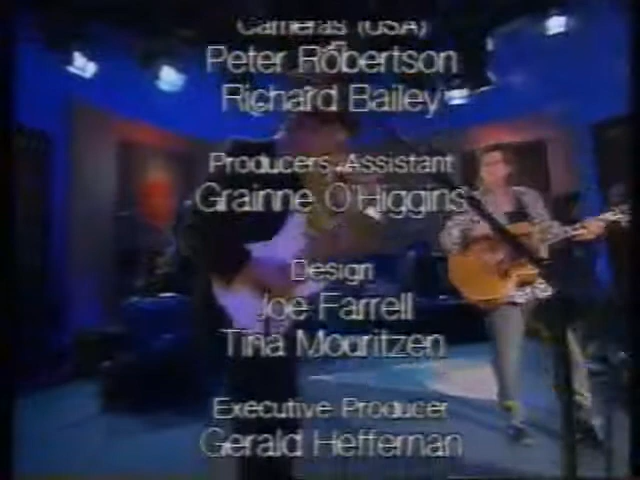 Cameras (USA)
Peter Robertson
Richard Bailey
Producers Assistant
Grainne O'Higgins
Design
Joe Farrell
Tina Mouritzen
Executive Producer
Gerald Heffernan